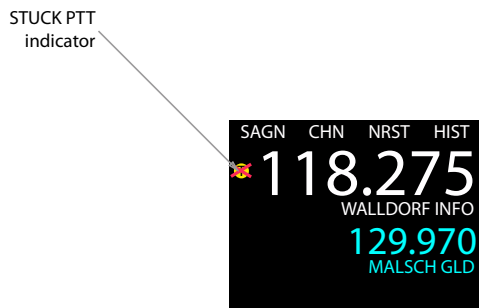 STUCK PTT
indicator
SAGN CHN NRST HIST
118.275
WALLDORF INFO
129.970
MALSCH GLD